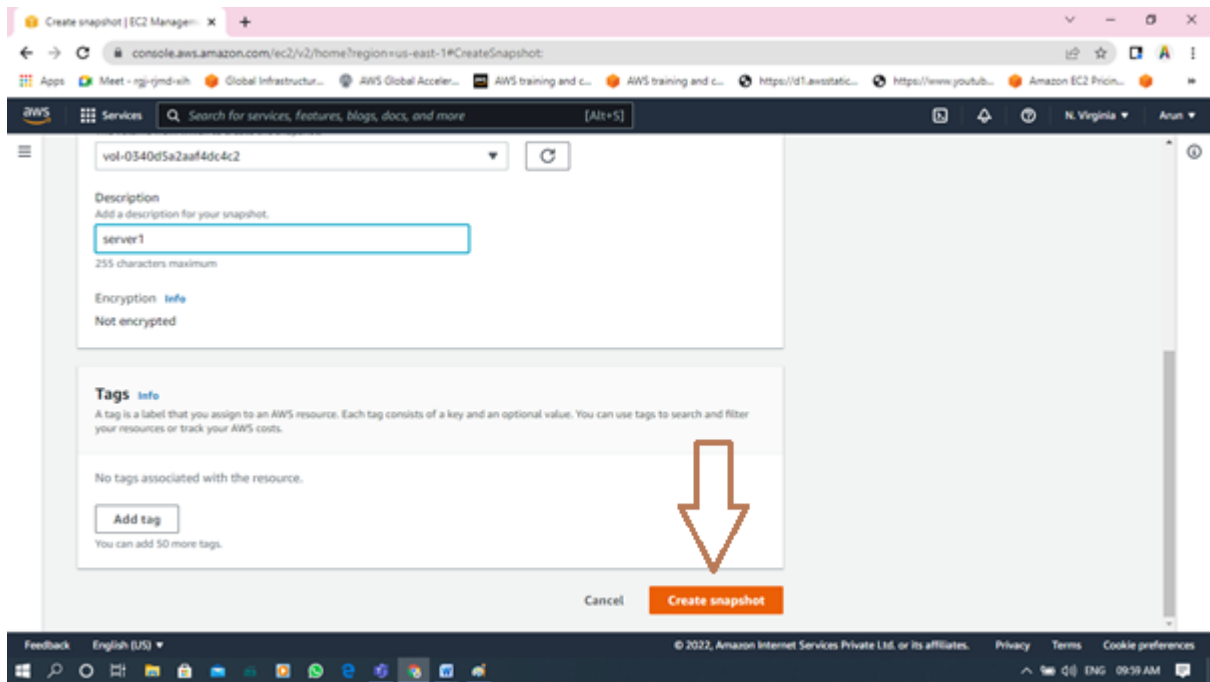 Create snapshot | EC2 Managem
console.aws.amazon.com/ec2/v2/home?region=us-east-1#CreateSnapshot:
A
Apps Meet - rgj-rjmd-xih Global Infrastructur... AWS Global Acceler... AWS training and c... AWS training and c... https://d1.awsstatic... https://www.youtub... Amazon EC2 Pricin...
aws Services Search for services, features, blogs, docs, and more [Alt+S] N. Virginia Arun
vol-0340d5a2aaf4dc4c2
Description
Add a description for your snapshot.
server1
255 characters maximum
Encryption Info
Not encrypted
Tags Info
A tag is a label that you assign to an AWS resource. Each tag consists of a key and an optional value. You can use tags to search and filter
your resources or track your AWS costs.
No tags associated with the resource.
Add tag
You can add 50 more tags.
Cancel Create snapshot
Feedback English (US) © 2022, Amazon Internet Services Private Ltd. or its affiliates. Privacy Terms Cookie preferences
ENG 09:59 AM